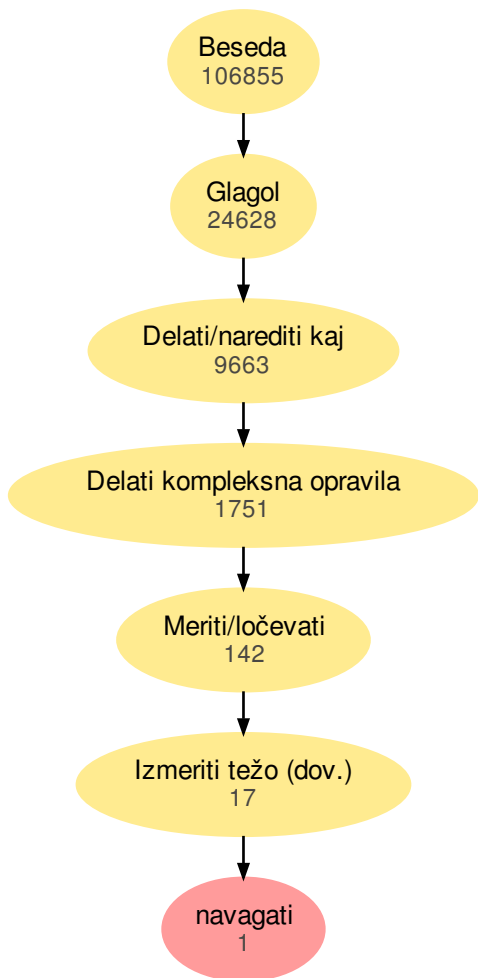 Beseda
106855
Glagol
24628
Delati/narediti kaj
9663
Delati kompleksna opravila
1751
Meriti/ločevati
142
Izmeriti težo (dov.)
17
navagati
1